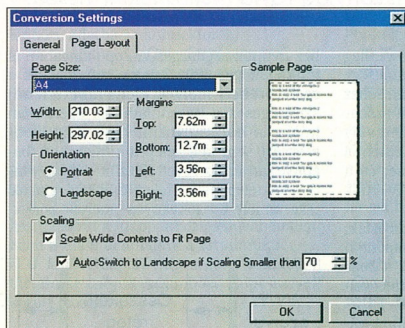 Conversion Settings
General Page Layout
Page Size:
A4
Width: 210.03
Height: 297.02
Orientation
Portrait
Landscape
Margins
Top: 7.62m
Bottom: 12.7m
Left: 3.56m
Right: 3.56m
Sample Page
Scaling
Scale Wide Contents to Fit Page
Auto-Switch to Landscape if Scaling Smaller than 70 %
OK Cancel